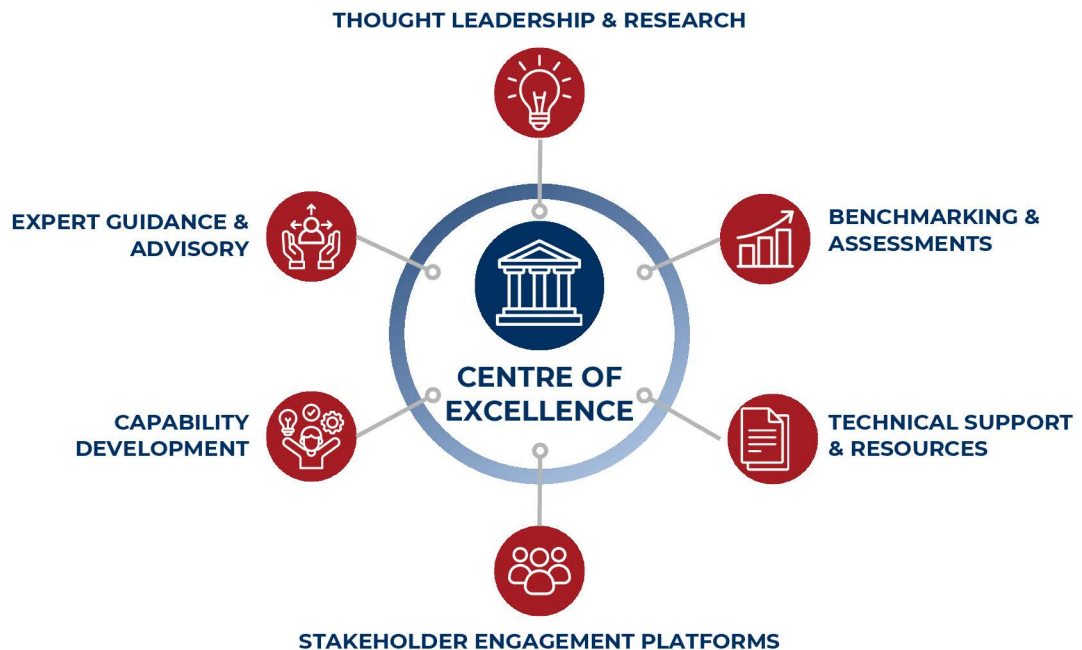 THOUGHT LEADERSHIP & RESEARCH
EXPERT GUIDANCE &
ADVISORY
BENCHMARKING &
ASSESSMENTS
CENTRE OF
EXCELLENCE
CAPABILITY
DEVELOPMENT
TECHNICAL SUPPORT
& RESOURCES
STAKEHOLDER ENGAGEMENT PLATFORMS